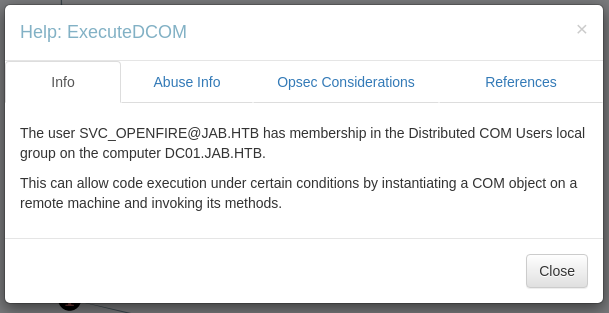 Help: ExecuteDCOM
×
Info
Abuse Info
Opsec Considerations
References
The user SVC_OPENFIRE@JAB.HTB has membership in the Distributed COM Users local
group on the computer DC01.JAB.HTB.
This can allow code execution under certain conditions by instantiating a COM object on a
remote machine and invoking its methods.
Close